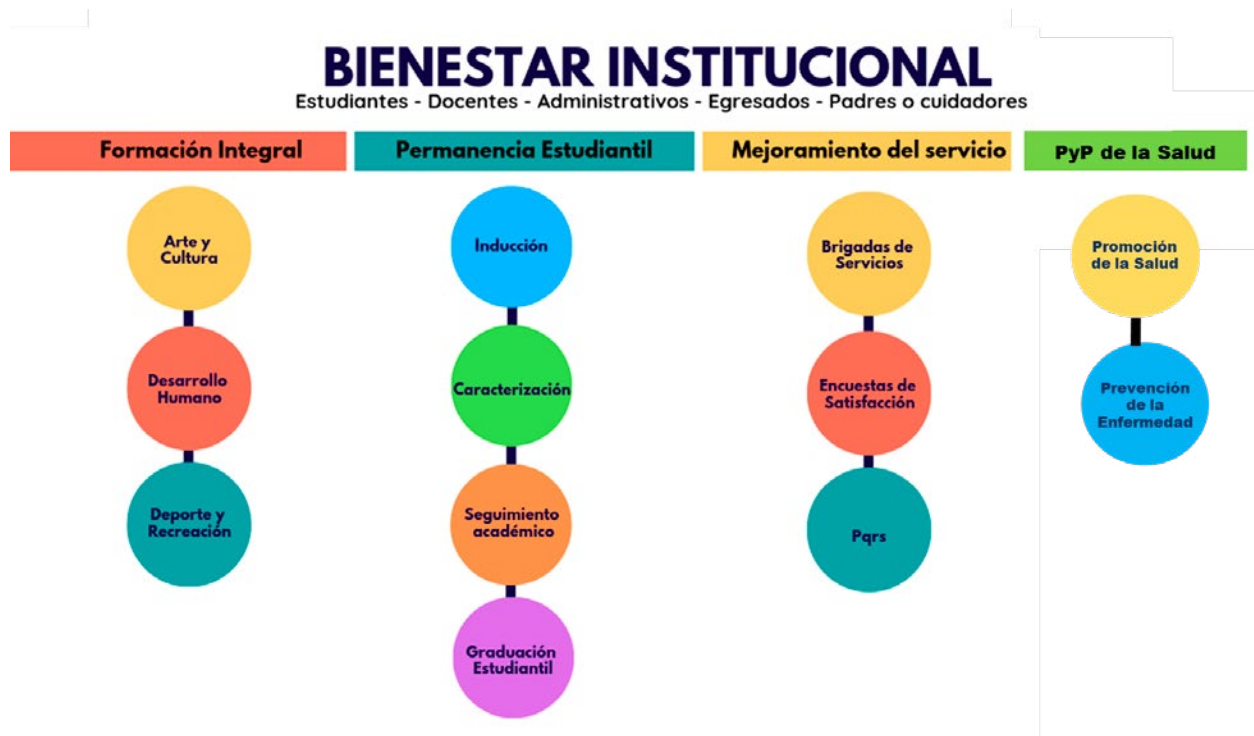 BIENESTAR INSTITUCIONAL
Estudiantes - Docentes - Administrativos - Egresados - Padres o cuidadores
Formación Integral
Arte y
Cultura
Desarrollo
Humano
Deporte y
Recreación
Permanencia Estudiantil
Inducción
Caracterización
Seguimiento
académico
Graduación
Estudiantil
Mejoramiento del servicio
Brigadas de
Servicios
Encuestas de
Satisfacción
Pqrs
PyP de la Salud
Promoción
de la Salud
Prevención
de la
Enfermedad